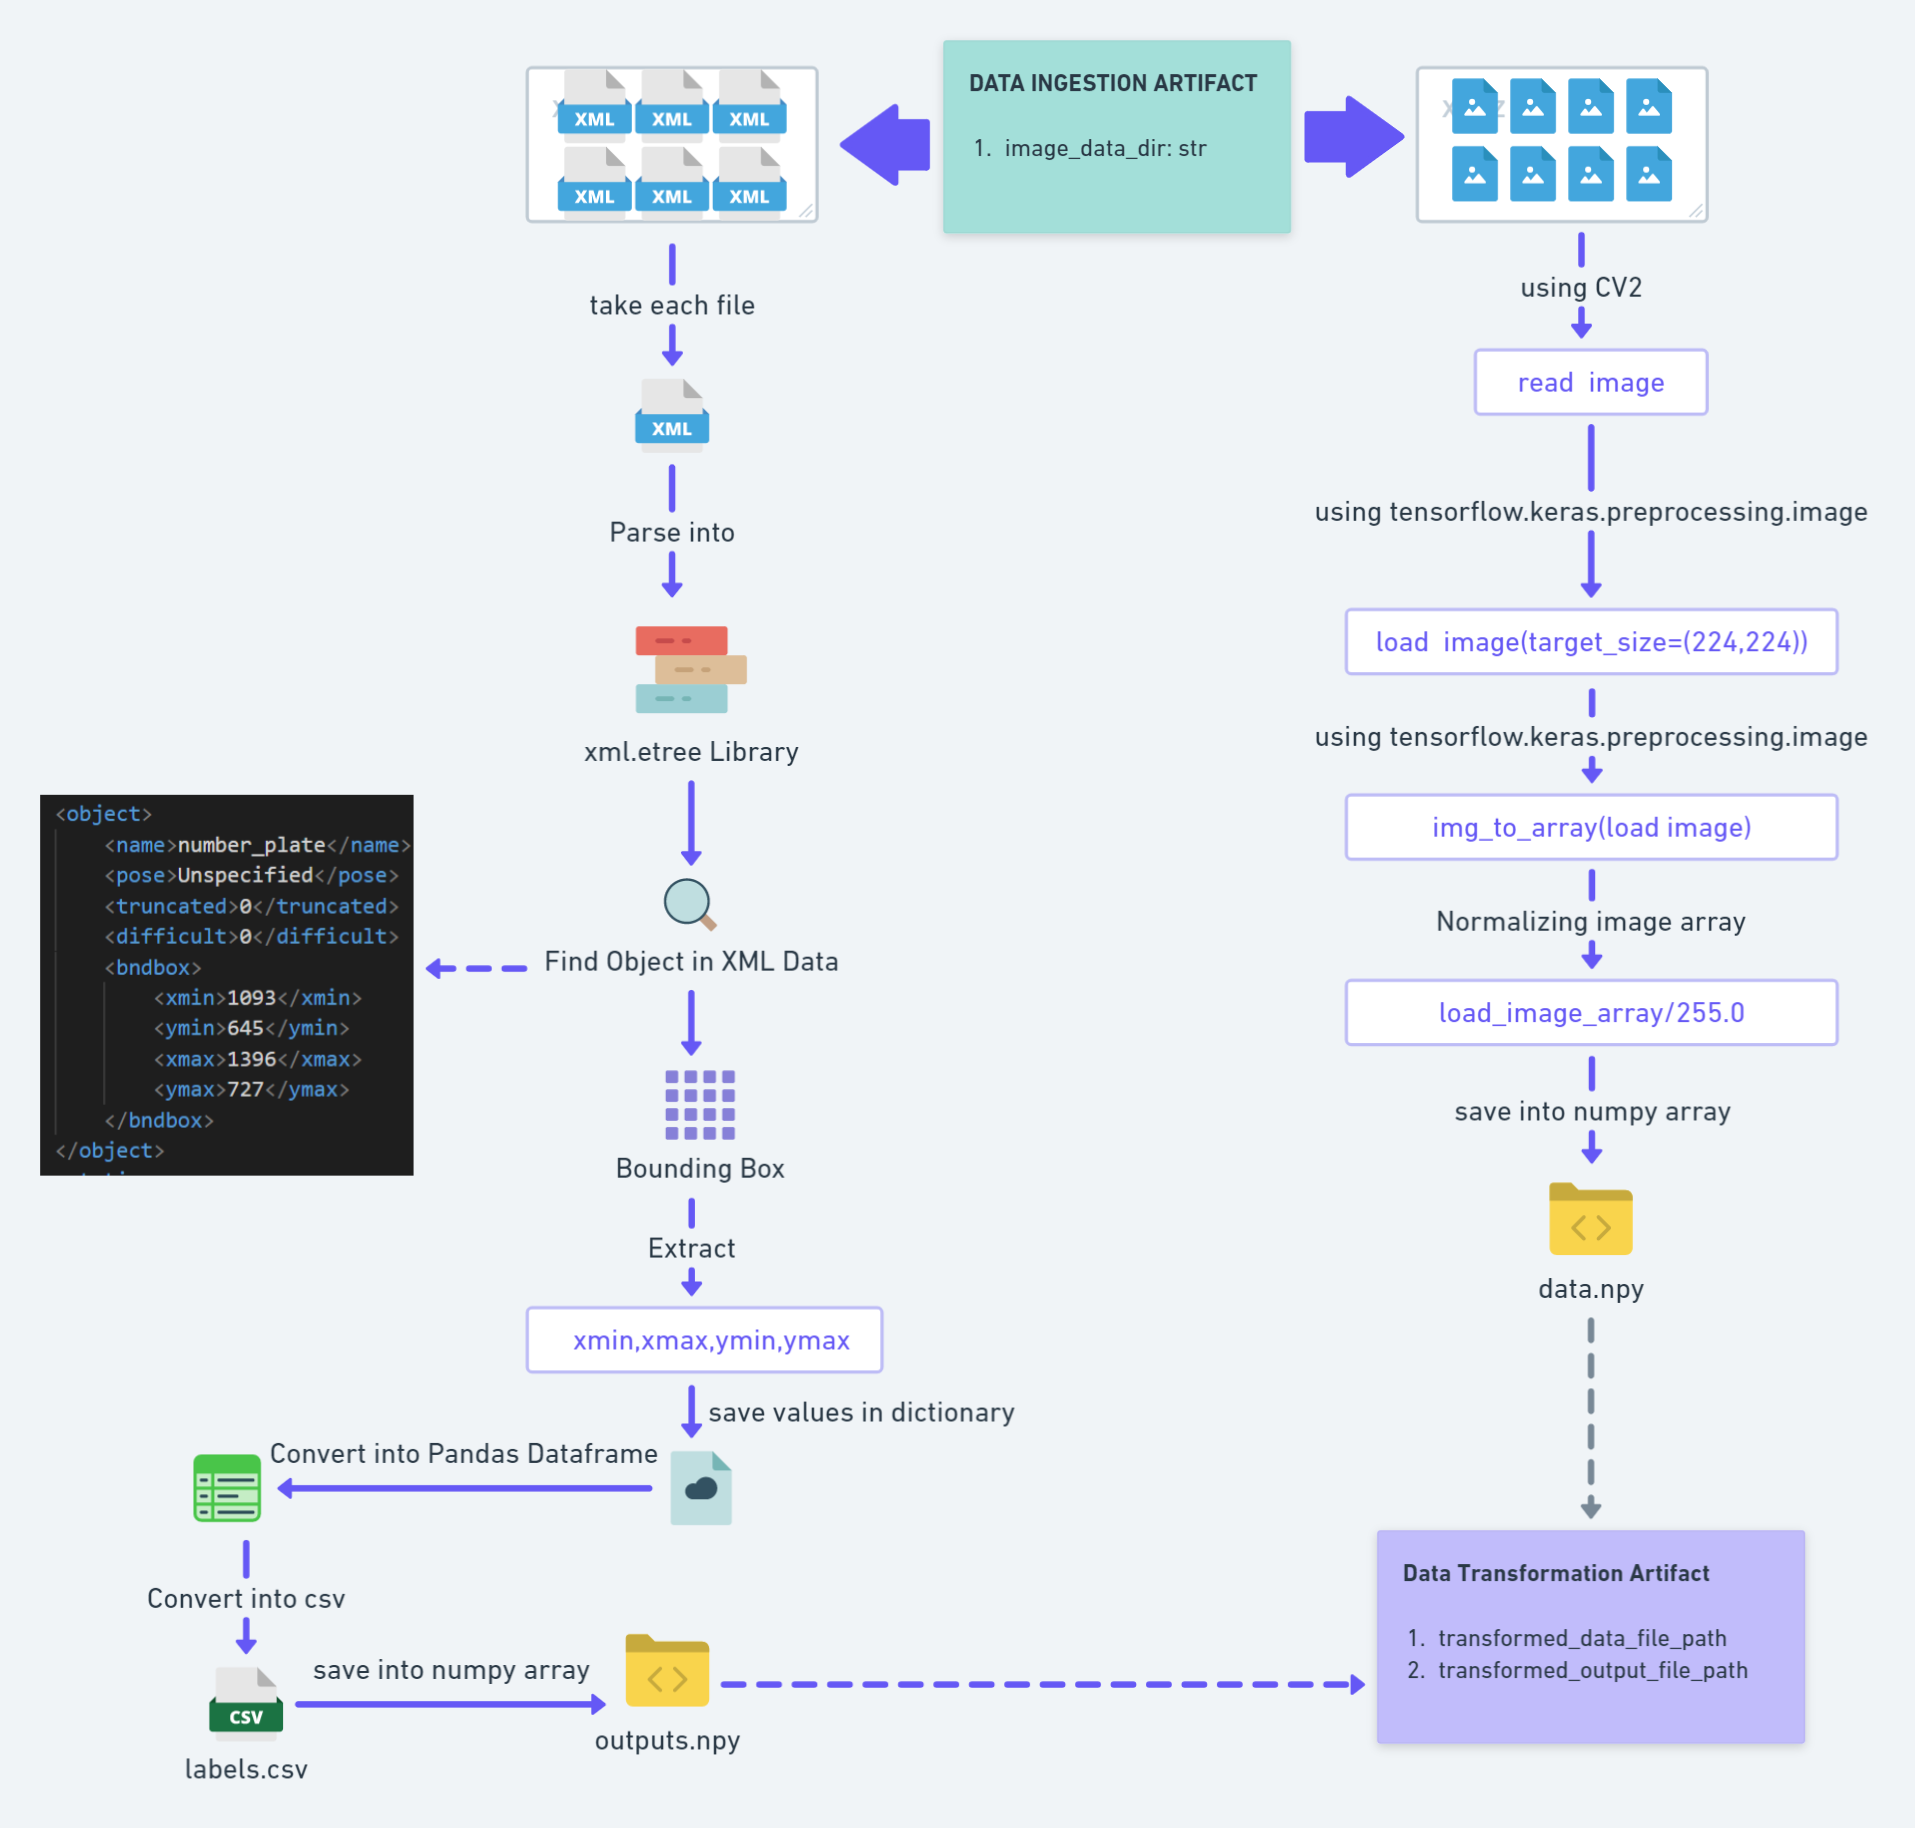 DATA INGESTION ARTIFACT
1. image_data_dir: str
XML XML XML
XML XML XML
take each file
XML
Parse into
xml.etree Library
Find Object in XML Data
<object>
<name>number_plate</name>
<pose>Unspecified</pose>
<truncated>0</truncated>
<difficult>0</difficult>
<bndbox>
<xmin>1093</xmin>
<ymin>645</ymin>
<xmax>1396</xmax>
<ymax>727</ymax>
</bndbox>
</object>
Bounding Box
Extract
xmin,xmax,ymin,ymax
save values in dictionary
Convert into Pandas Dataframe
Convert into csv
CSV
labels.csv
save into numpy array
outputs.npy
using CV2
read image
using tensorflow.keras.preprocessing.image
load image(target_size=(224,224))
using tensorflow.keras.preprocessing.image
img_to_array(load image)
Normalizing image array
load_image_array/255.0
save into numpy array
data.npy
Data Transformation Artifact
1. transformed_data_file_path
2. transformed_output_file_path